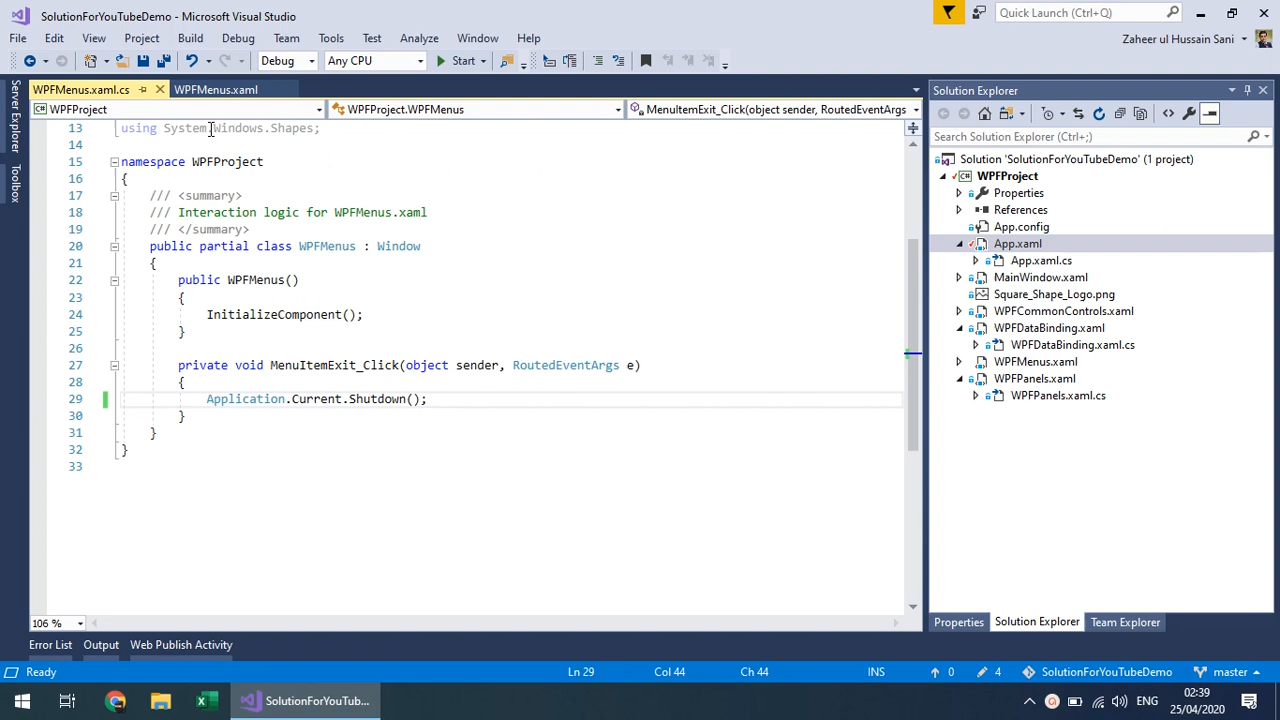 SolutionForYouTubeDemo - Microsoft Visual Studio
Quick Launch (Ctrl+Q)
File Edit View Project Build Debug Team Tools Test Analyze Window Help
Zaheer ul Hussain Sani
Debug Any CPU Start
Server Explorer
Toolbox
WPFMenus.xaml.cs WPFMenus.xaml
WPFProject WPFProject.WPFMenus MenuItemExit_Click(object sender, RoutedEventArgs
13 using System.Windows.Shapes;
14
15 namespace WPFProject
16 {
17 /// <summary>
18 /// Interaction logic for WPFMenus.xaml
19 /// </summary>
20 public partial class WPFMenus : Window
21 {
22 public WPFMenus()
23 {
24 InitializeComponent();
25 }
26
27 private void MenuItemExit_Click(object sender, RoutedEventArgs e)
28 {
29 Application.Current.Shutdown();
30 }
31 }
32 }
33
106 %
Error List Output Web Publish Activity
Solution Explorer
Search Solution Explorer (Ctrl+;)
Solution 'SolutionForYouTubeDemo' (1 project)
WPFProject
Properties
References
App.config
App.xaml
App.xaml.cs
MainWindow.xaml
Square_Shape_Logo.png
WPFCommonControls.xaml
WPFDataBinding.xaml
WPFDataBinding.xaml.cs
WPFMenus.xaml
WPFPanels.xaml
WPFPanels.xaml.cs
Properties Solution Explorer Team Explorer
Ready Ln 29 Col 44 Ch 44 INS 0 4 SolutionForYouTubeDemo master
SolutionForYouTub... ENG 02:39
25/04/2020